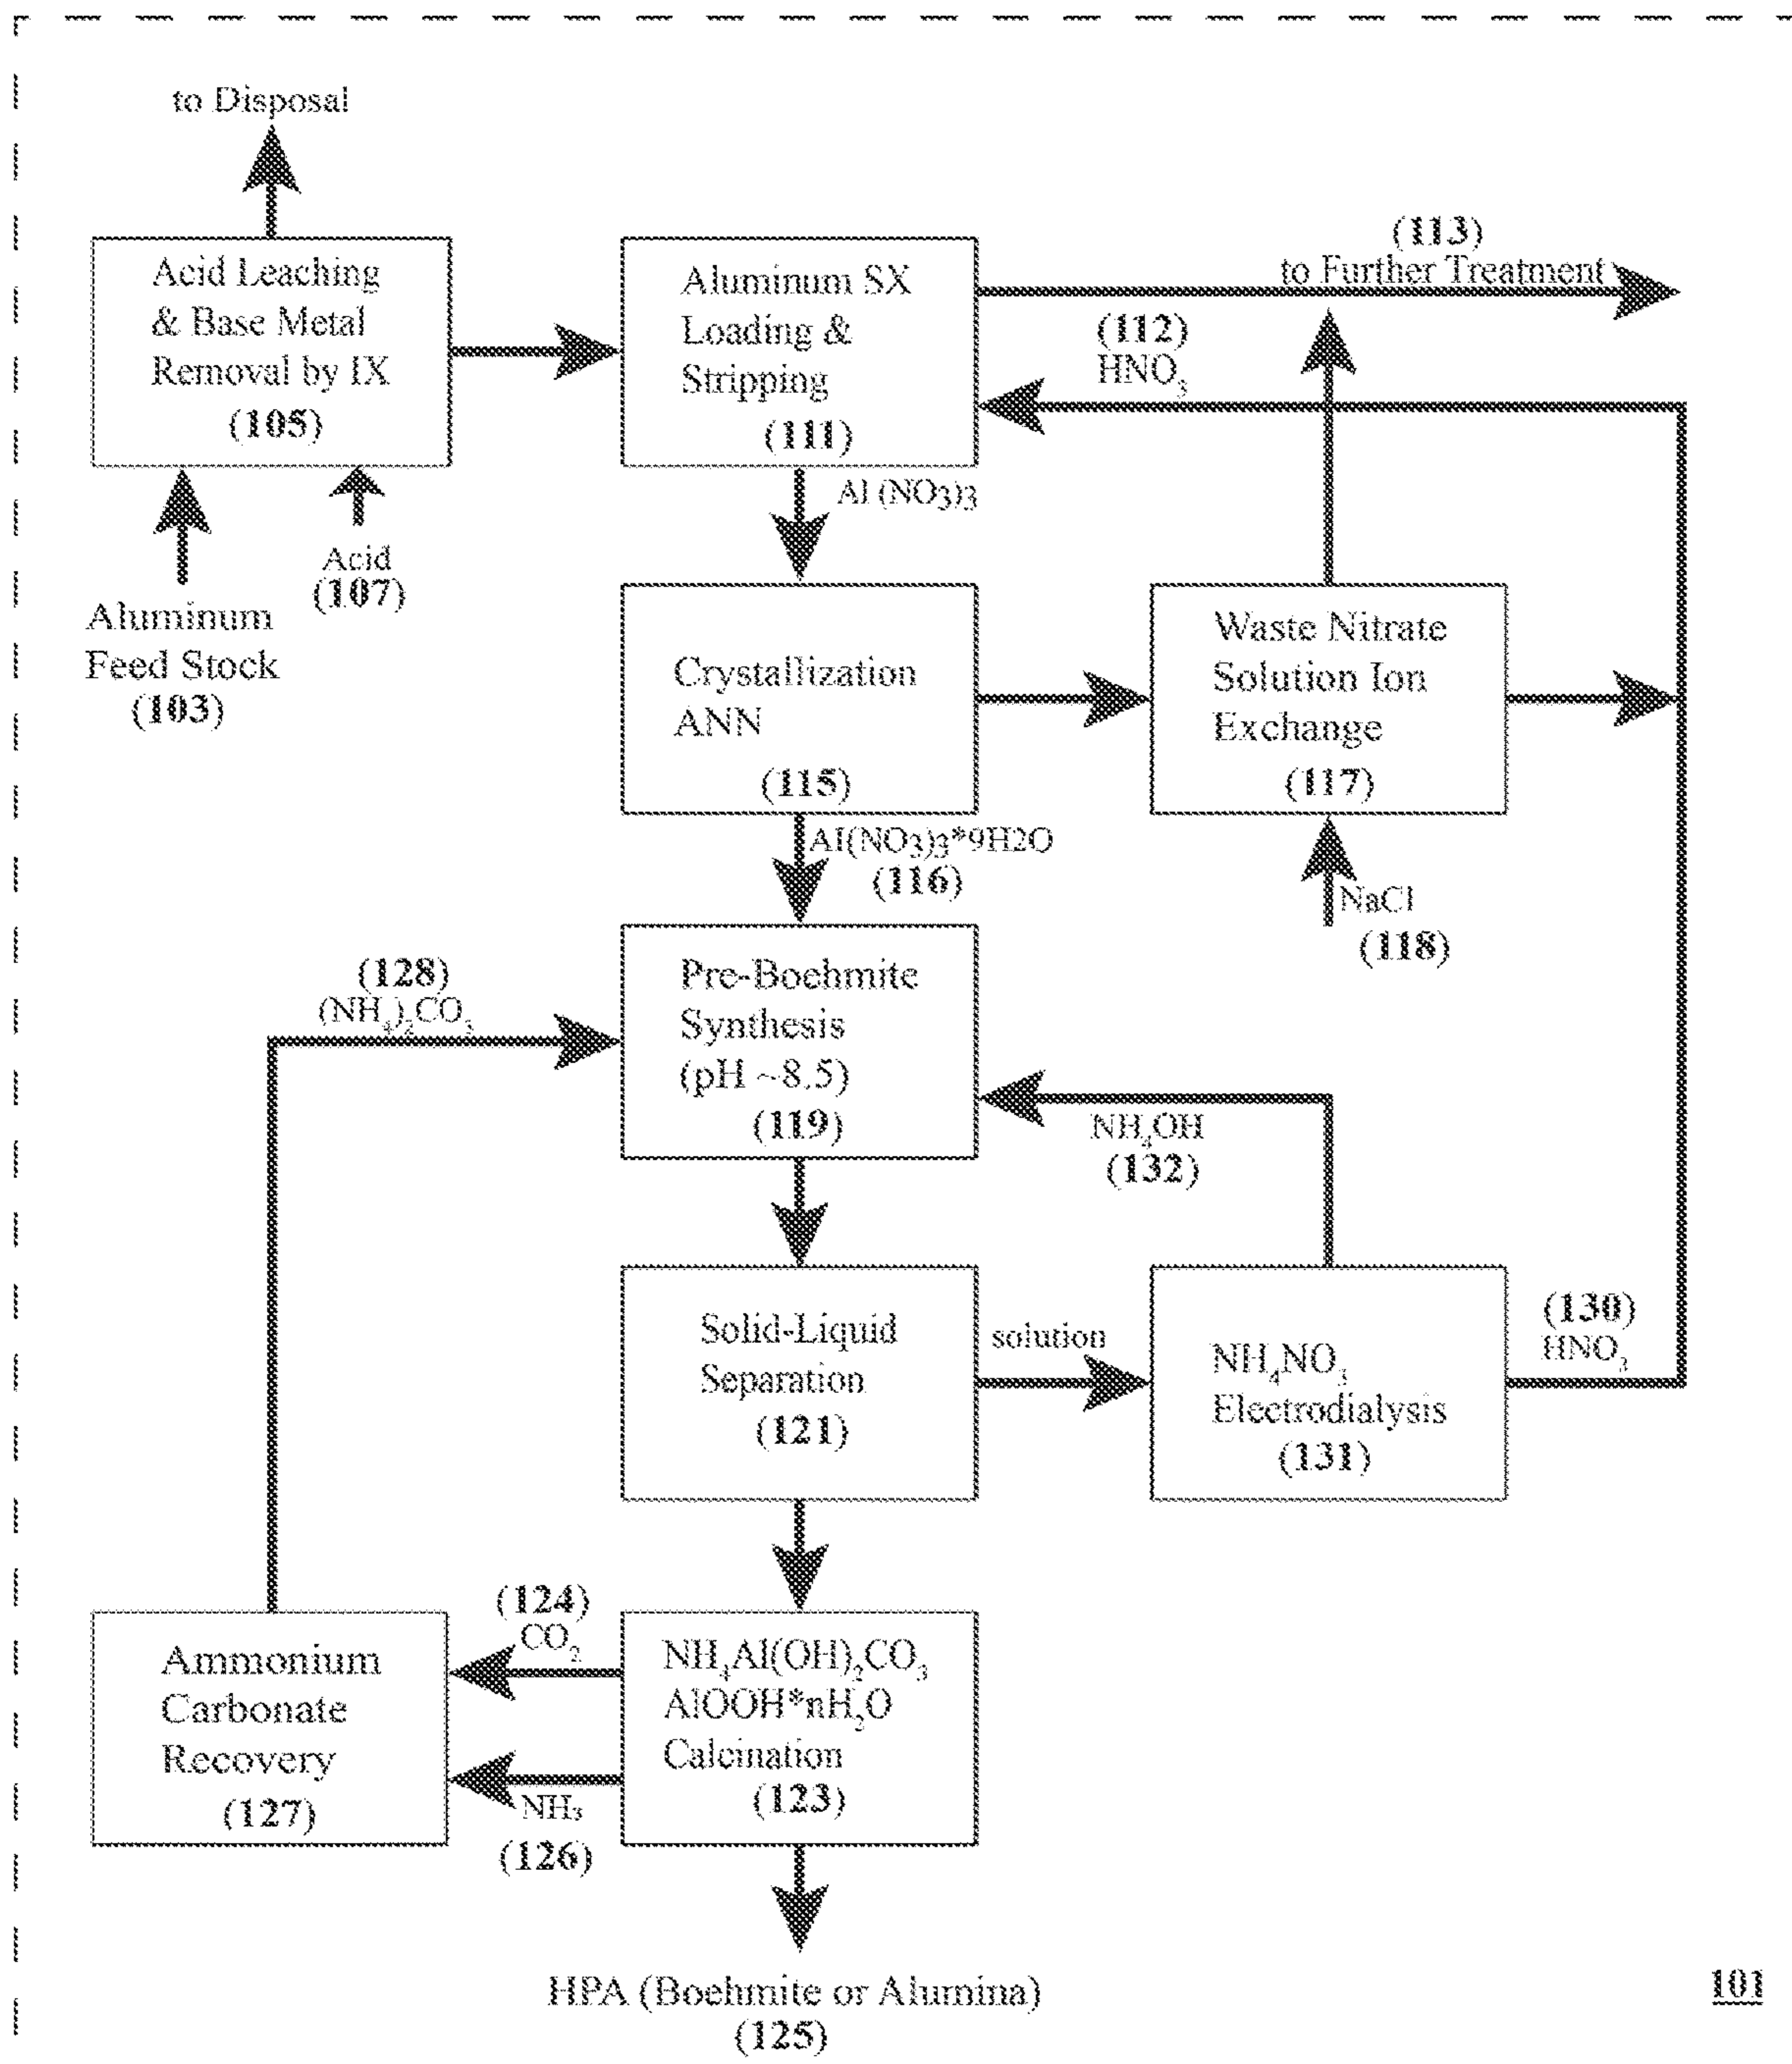 to Disposal
Acid Leaching
& Base Metal
Removal by IX
(105)
Aluminum SX
Loading &
Stripping
(111)
(113)
to Further Treatment
(112)
HNO₃
Al (NO₃)₃
Acid
(107)
Aluminum
Feed Stock
(103)
Crystallization
ANN
(115)
Waste Nitrate
Solution Ion
Exchange
(117)
Al(NO₃)₃*9H2O
(116)
NaCl
(118)
(128)
(NH₄)₂CO₃
Pre-Boehmite
Synthesis
(pH ~8.5)
(119)
NH₄OH
(132)
Solid-Liquid
Separation
(121)
solution
NH₄NO₃
Electrodialysis
(131)
(130)
HNO₃
Ammonium
Carbonate
Recovery
(127)
(124)
CO₂
NH₃
(126)
NH₄Al(OH)₂CO₃
AlOOH*nH₂O
Calcination
(123)
HPA (Boehmite or Alumina)
(125)
101